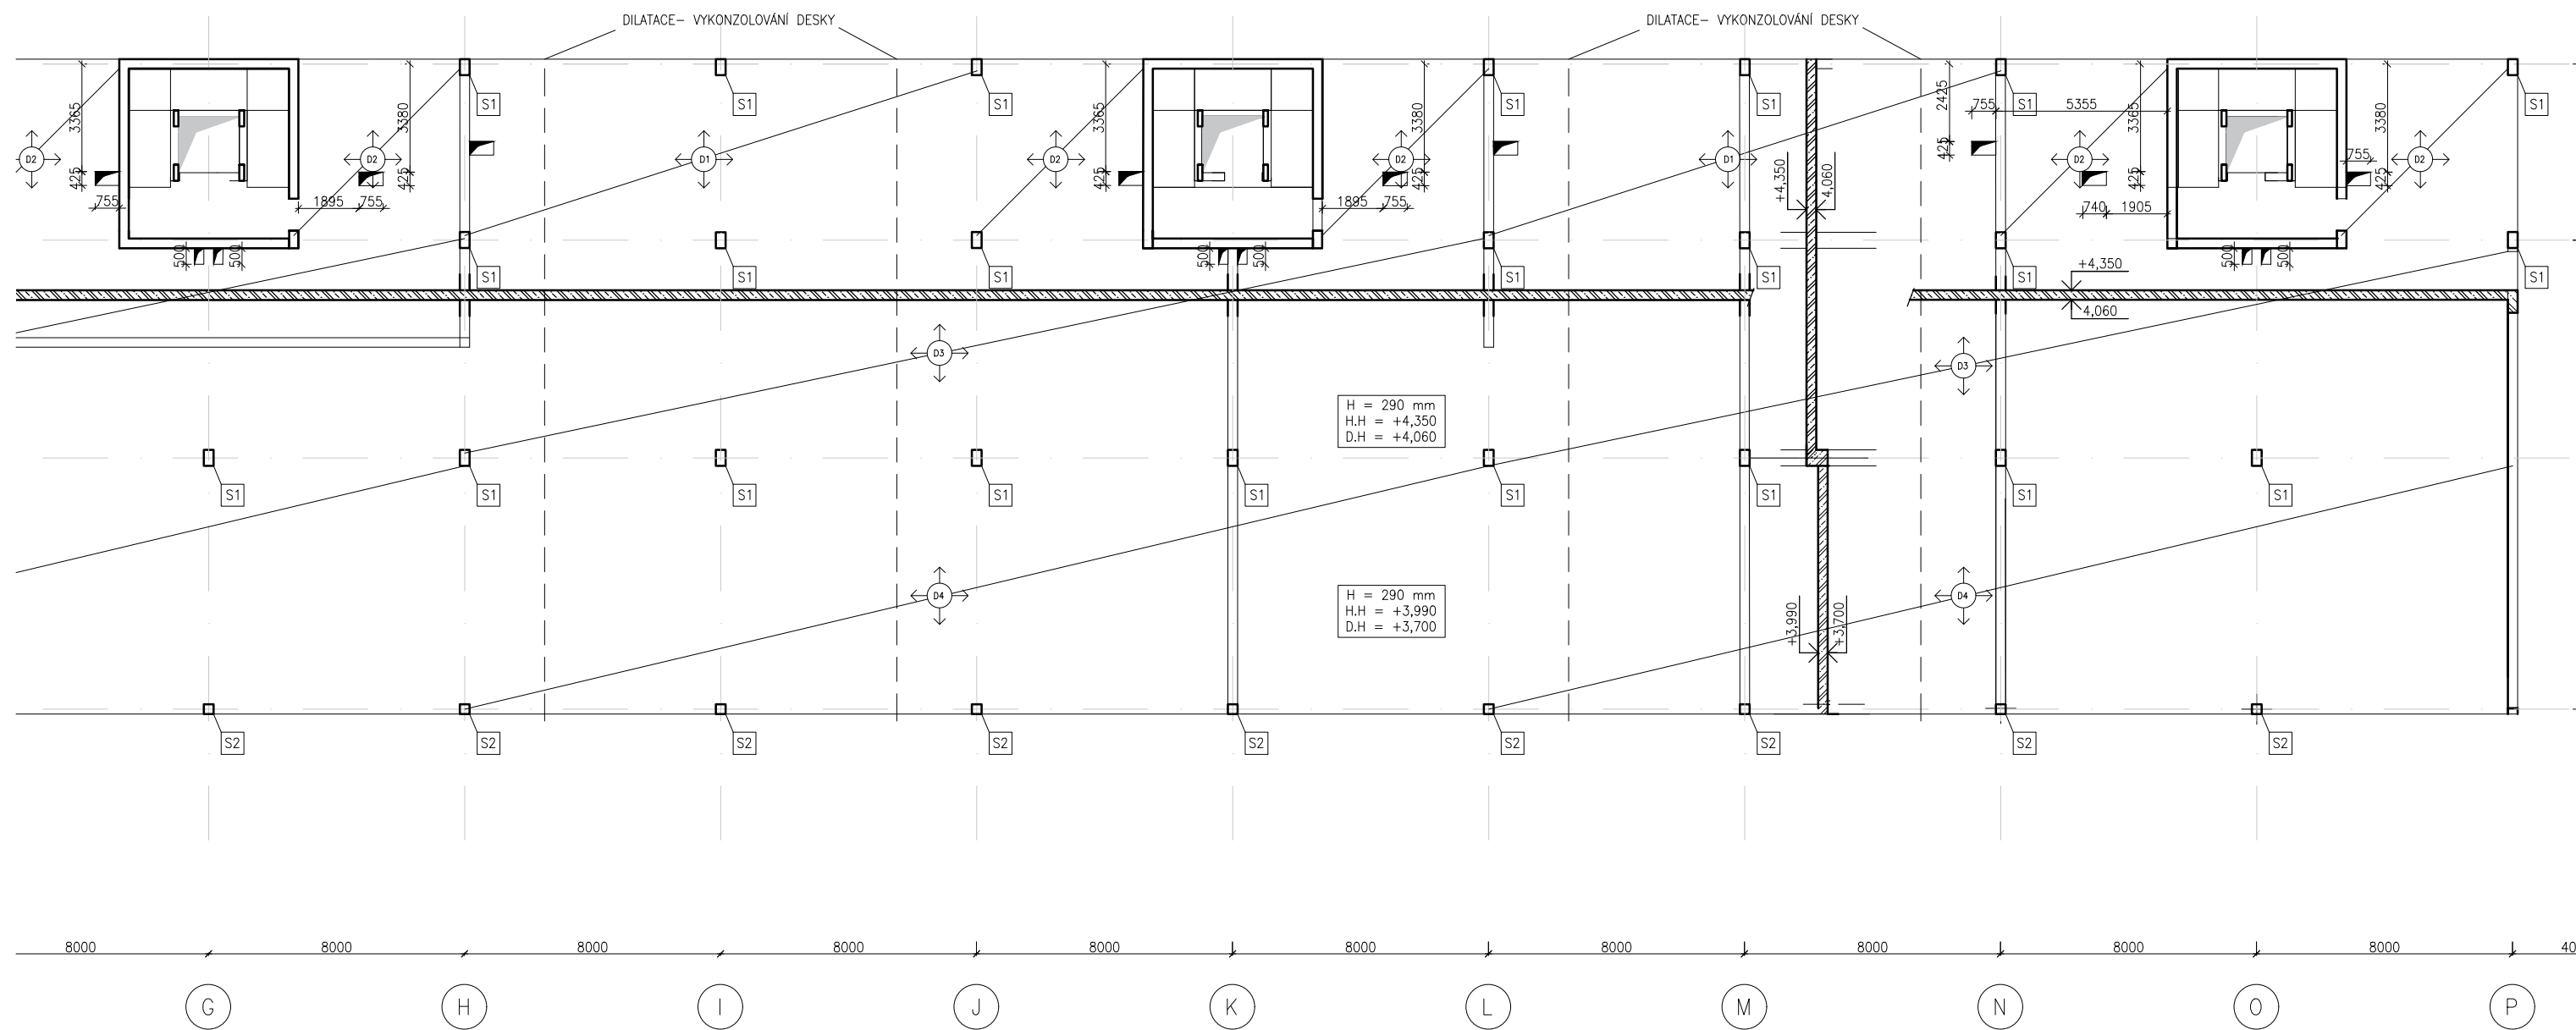 DILATACE– VYKONZOLOVÁNÍ DESKY
DILATACE– VYKONZOLOVÁNÍ DESKY
3365
425
755
D2
500
500
3380
425
D2
1895
755
S1
S1
S1
D1
S1
S1
D2
3365
425
500
500
3380
425
D2
1895
755
S1
S1
D1
+4,350
4,060
2425
425
755
S1
5355
3365
425
D2
740
1905
500
500
755
3380
425
D2
S1
S1
S1
S1
S1
+4,350
4,060
D3
D3
H = 290 mm
H.H = +4,350
D.H = +4,060
S1
S1
S1
S1
S1
S1
S1
S1
S1
D4
H = 290 mm
H.H = +3,990
D.H = +3,700
+3,990
+3,700
D4
S2
S2
S2
S2
S2
S2
S2
S2
S2
8000
8000
8000
8000
8000
8000
8000
8000
8000
8000
40
G
H
I
J
K
L
M
N
O
P